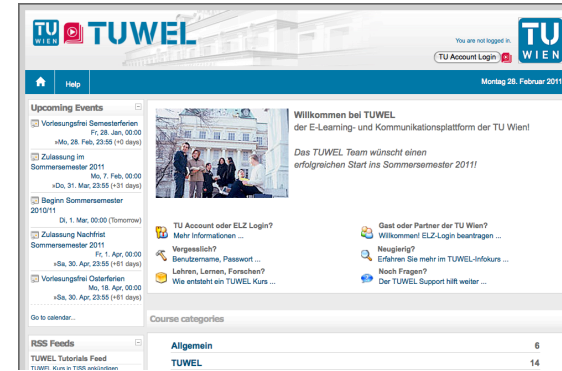 TU
WIEN
TUWEL
You are not logged in.
TU Account Login
TU
WIEN
Help
Montag 28. Februar 2011
Upcoming Events
Vorlesungsfrei Semesterferien
Fr, 28. Jan, 00:00
»Mo, 28. Feb, 23:55 (+0 days)
Zulassung im
Sommersemester 2011
Mo, 7. Feb, 00:00
»Do, 31. Mar, 23:55 (+31 days)
Beginn Sommersemester
2010/11
Di, 1. Mar, 00:00 (Tomorrow)
Zulassung Nachfrist
Sommersemester 2011
Fr, 1. Apr, 00:00
»Sa, 30. Apr, 23:55 (+61 days)
Vorlesungsfrei Osterferien
Mo, 18. Apr, 00:00
»Sa, 30. Apr, 23:55 (+61 days)
Go to calendar...
RSS Feeds
TUWEL Tutorials Feed
TUWEL Kurs in TISS ankündigen
Willkommen bei TUWEL
der E-Learning- und Kommunikationsplattform der TU Wien!
Das TUWEL Team wünscht einen
erfolgreichen Start ins Sommersemester 2011!
TU Account oder ELZ Login?
Mehr Informationen ...
Vergesslich?
Benutzername, Passwort ...
Lehren, Lernen, Forschen?
Wie entsteht ein TUWEL Kurs ...
Gast oder Partner der TU Wien?
Willkommen! ELZ-Login beantragen ...
Neugierig?
Erfahren Sie mehr im TUWEL-Infokurs ...
Noch Fragen?
Der TUWEL Support hilft weiter ...
Course categories
Allgemein 6
TUWEL 14